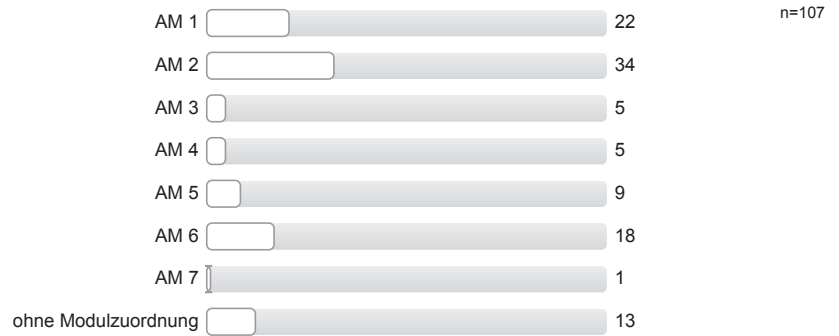 n=107
AM 1 22
AM 2 34
AM 3 5
AM 4 5
AM 5 9
AM 6 18
AM 7 1
ohne Modulzuordnung 13